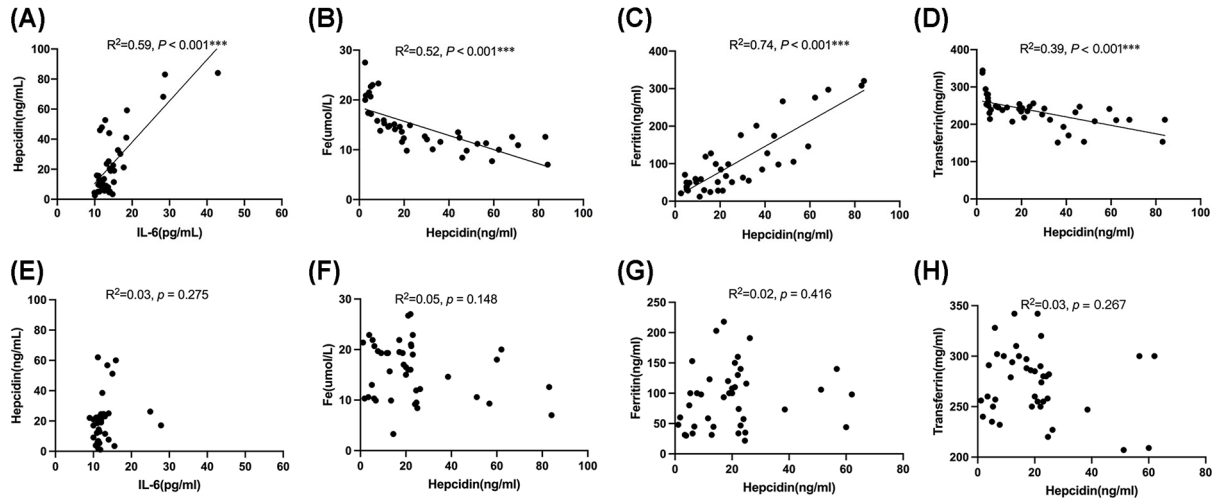 (A)
R²=0.59, P < 0.001***
Hepcidin(ng/mL)
100
80
60
40
20
0
0 10 20 30 40 50 60
IL-6(pg/mL)
(B)
R²=0.52, P < 0.001***
Fe(umol/L)
30
20
10
0
0 20 40 60 80 100
Hepcidin(ng/ml)
(C)
R²=0.74, P < 0.001***
Ferritin(ng/ml)
400
300
200
100
0
0 20 40 60 80 100
Hepcidin(ng/ml)
(D)
R²=0.39, P < 0.001***
Transferrin(mg/ml)
400
300
200
100
0
0 20 40 60 80 100
Hepcidin(ng/ml)
(E)
R²=0.03, p = 0.275
Hepcidin(ng/mL)
100
80
60
40
20
0
0 20 40 60
IL-6(pg/ml)
(F)
R²=0.05, p = 0.148
Fe(umol/L)
30
20
10
0
0 20 40 60 80 100
Hepcidin(ng/ml)
(G)
R²=0.02, p = 0.416
Ferritin(ng/ml)
250
200
150
100
50
0
0 20 40 60 80
Hepcidin(ng/ml)
(H)
R²=0.03, p = 0.267
Transferrin(mg/ml)
350
300
250
200
0 20 40 60 80
Hepcidin(ng/ml)